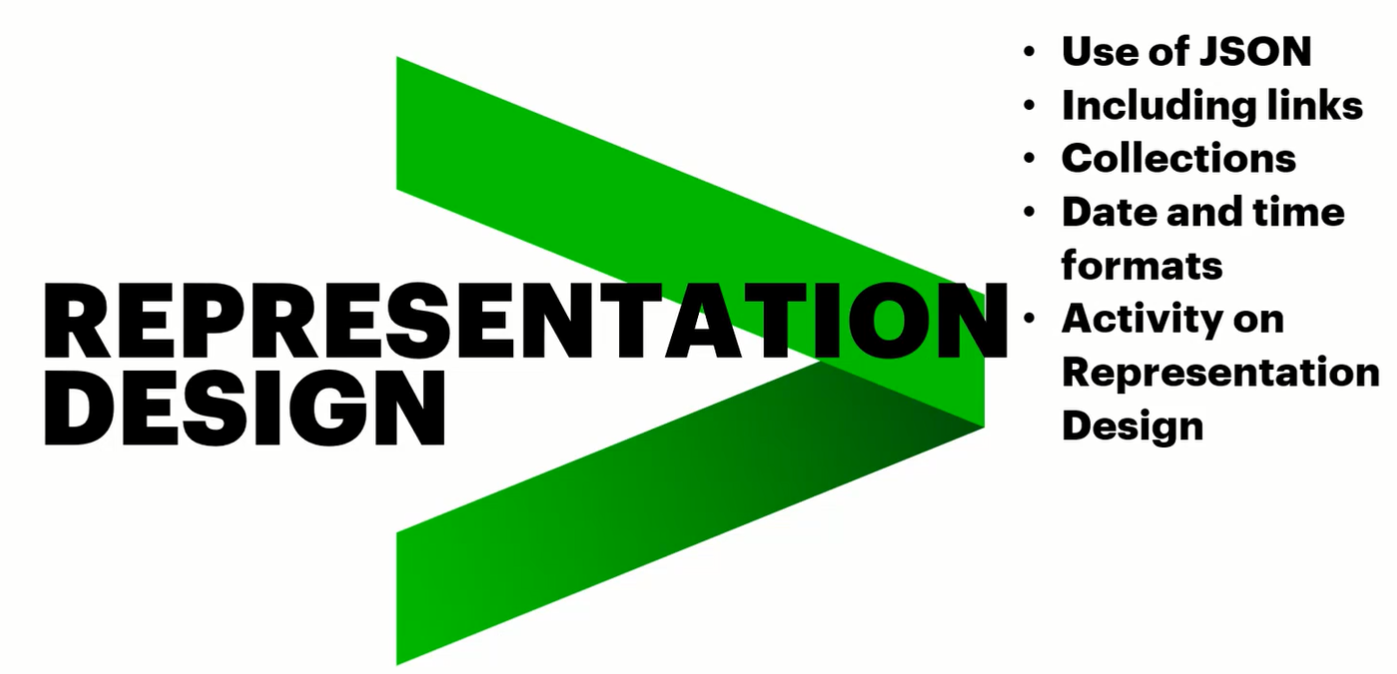 REPRESENTATION
DESIGN
• Use of JSON
• Including links
• Collections
• Date and time
formats
• Activity on
Representation
Design